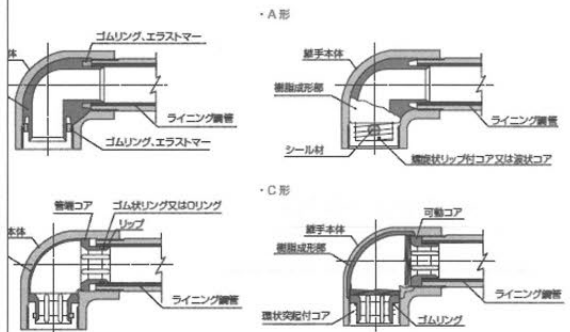 ・A形
ゴムリング、エラストマー
体
ライニング鋼管
ゴムリング、エラストマー
継手本体
樹脂成形部
ライニング鋼管
シール材
螺旋状リップ付コア又は波状コア
・C形
管端コア
ゴム状リング又はOリング
リップ
本体
ライニング鋼管
可動コア
継手本体
樹脂成形部
ライニング鋼管
環状突起付コア
ゴムリング